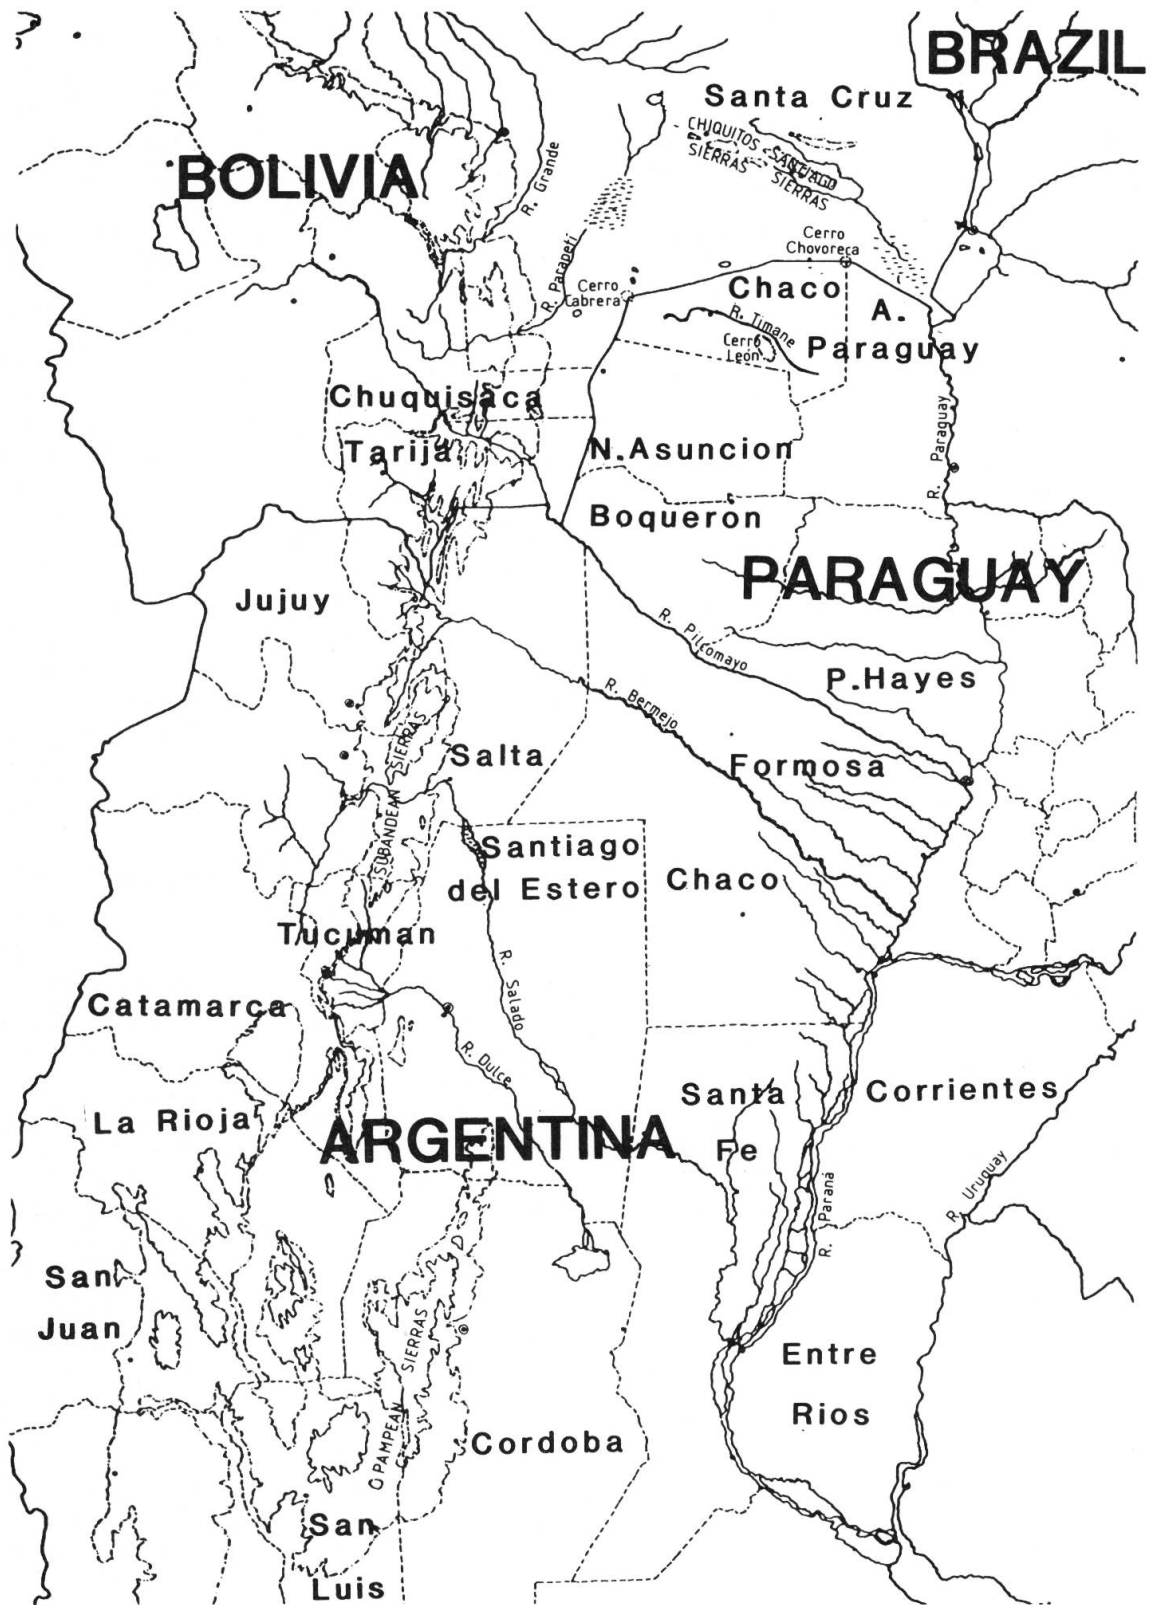 BRAZIL
Santa Cruz
CHIQUITOS
SIERRAS
SANTIAGO
SIERRAS
BOLIVIA
R. Grande
R. Parapetí
Cerro
Chovoreca
Cerro
Cabrera
Chaco
A.
R. Timane
Cerro
León
Paraguay
Chuquisaca
Tarija
N.Asuncion
R. Paraguay
Boqueron
PARAGUAY
Jujuy
R. Pilcomayo
P.Hayes
R. Bermejo
SUBANDEAN SIERRAS
Salta
Formosa
Santiago
del Estero
Chaco
Tucuman
R. Salado
Catamarca
R. Dulce
Santa
Fe
Corrientes
La Rioja
ARGENTINA
R. Uruguay
R. Paraná
San
Juan
PAMPEAN SIERRAS
Entre
Rios
Cordoba
San
Luis